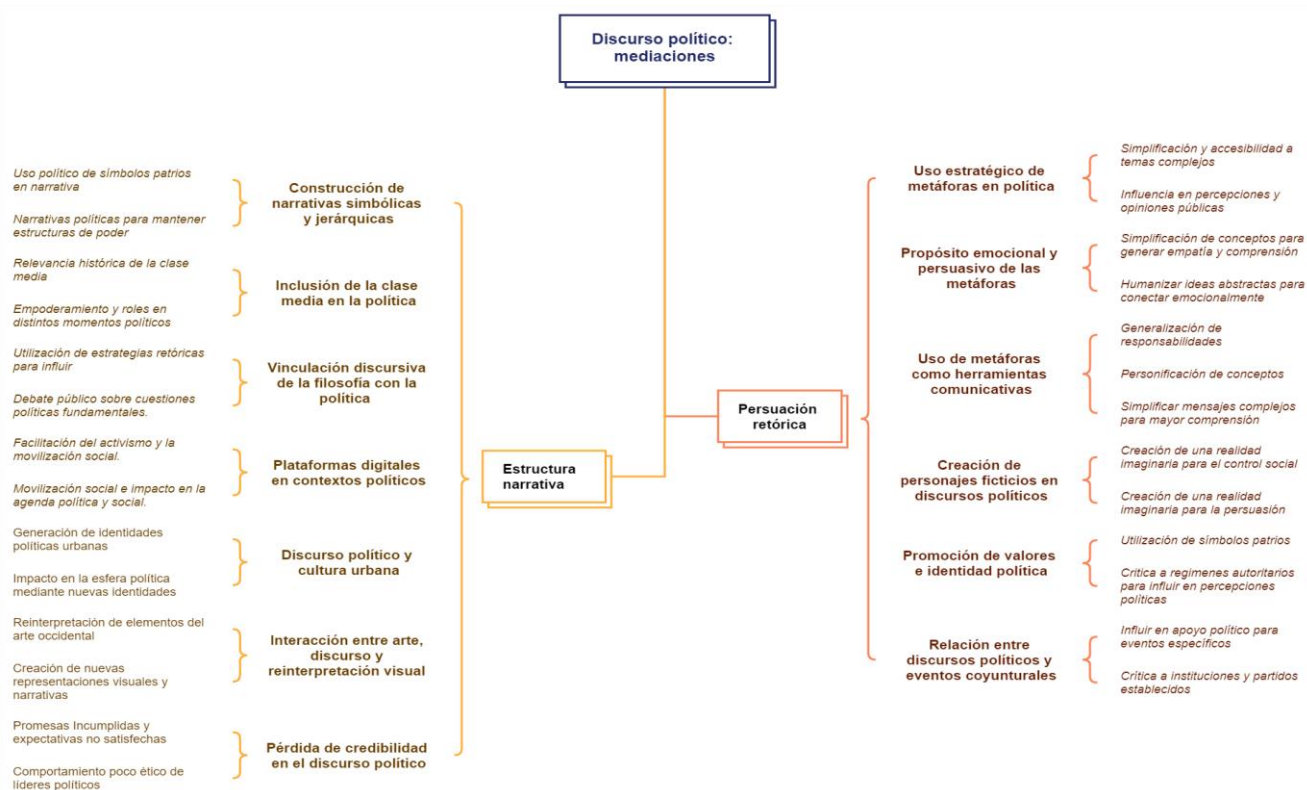 Discurso político:
mediaciones
Estructura
narrativa
Construcción de
narrativas simbólicas
y jerárquicas
Uso político de símbolos patrios
en narrativa
Narrativas políticas para mantener
estructuras de poder
Inclusión de la clase
media en la política
Relevancia histórica de la clase
media
Empoderamiento y roles en
distintos momentos políticos
Vinculación discursiva
de la filosofía con la
política
Utilización de estrategias retóricas
para influir
Debate público sobre cuestiones
políticas fundamentales.
Plataformas digitales
en contextos políticos
Facilitación del activismo y la
movilización social.
Movilización social e impacto en la
agenda política y social.
Discurso político y
cultura urbana
Generación de identidades
políticas urbanas
Impacto en la esfera política
mediante nuevas identidades
Interacción entre arte,
discurso y
reinterpretación visual
Reinterpretación de elementos del
arte occidental
Creación de nuevas
representaciones visuales y
narrativas
Pérdida de credibilidad
en el discurso político
Promesas Incumplidas y
expectativas no satisfechas
Comportamiento poco ético de
líderes políticos
Persuación
retórica
Uso estratégico de
metáforas en política
Simplificación y accesibilidad a
temas complejos
Influencia en percepciones y
opiniones públicas
Propósito emocional y
persuasivo de las
metáforas
Simplificación de conceptos para
generar empatía y comprensión
Humanizar ideas abstractas para
conectar emocionalmente
Uso de metáforas
como herramientas
comunicativas
Generalización de
responsabilidades
Personificación de conceptos
Simplificar mensajes complejos
para mayor comprensión
Creación de
personajes ficticios en
discursos políticos
Creación de una realidad
imaginaria para el control social
Creación de una realidad
imaginaria para la persuasión
Promoción de valores
e identidad política
Utilización de símbolos patrios
Critica a regimenes autoritarios
para influir en percepciones
políticas
Relación entre
discursos políticos y
eventos coyunturales
Influir en apoyo político para
eventos específicos
Crítica a instituciones y partidos
establecidos